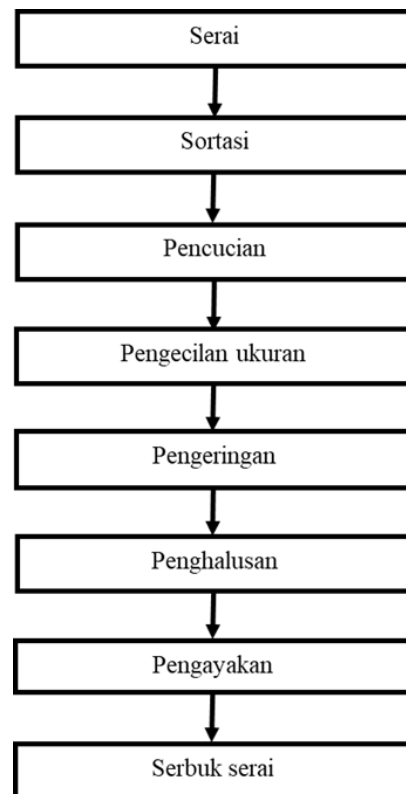 Serai
Sortasi
Pencucian
Pengecilan ukuran
Pengeringan
Penghalusan
Pengayakan
Serbuk serai